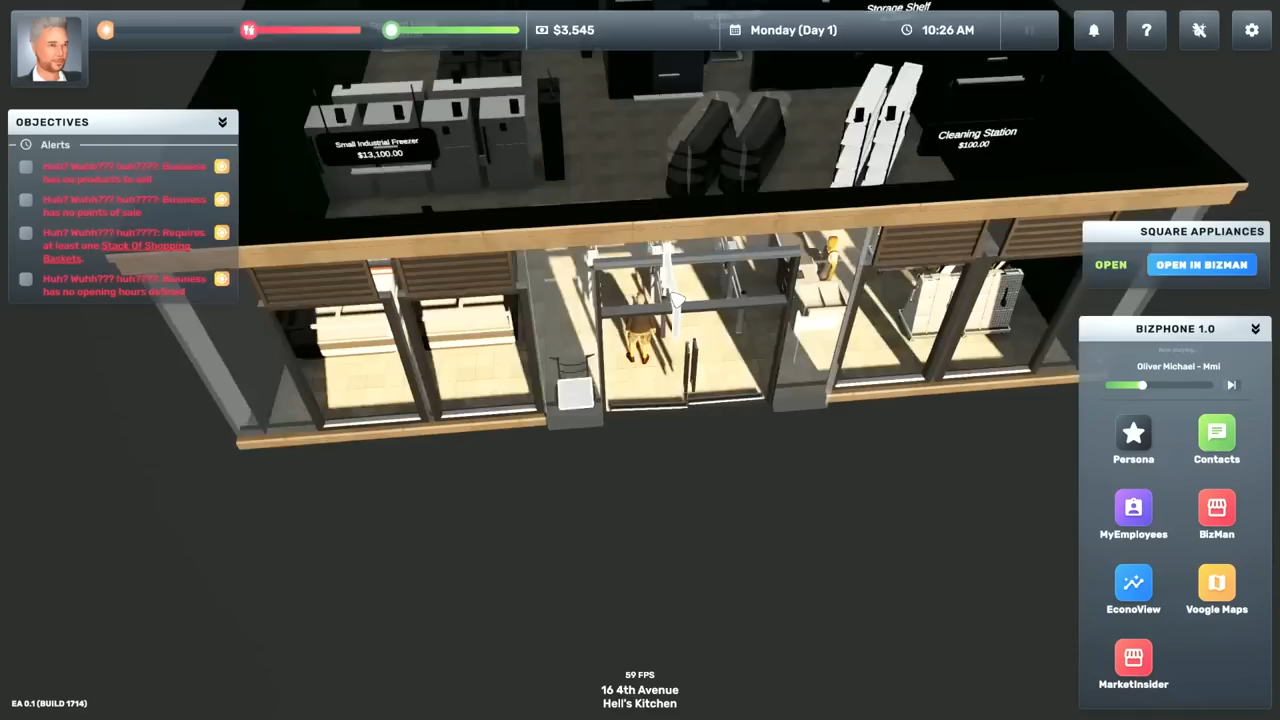 $3,545
Monday (Day 1)
10:26 AM
Storage Shelf
OBJECTIVES
Alerts
Huh? Wuhh??? huh????: Business
has no products to sell
Huh? Wuhh??? huh????: Business
has no points of sale
Huh? Wuhh??? huh????: Requires
at least one Stack Of Shopping
Baskets.
Huh? Wuhh??? huh????: Business
has no opening hours defined
Small Industrial Freezer
$13,100.00
Cleaning Station
$100.00
SQUARE APPLIANCES
OPEN
OPEN IN BIZMAN
BIZPHONE 1.0
Now playing...
Oliver Michael - Mmi
Persona
Contacts
MyEmployees
BizMan
EconoView
Voogle Maps
MarketInsider
59 FPS
16 4th Avenue
Hell's Kitchen
EA 0.1 (BUILD 1714)